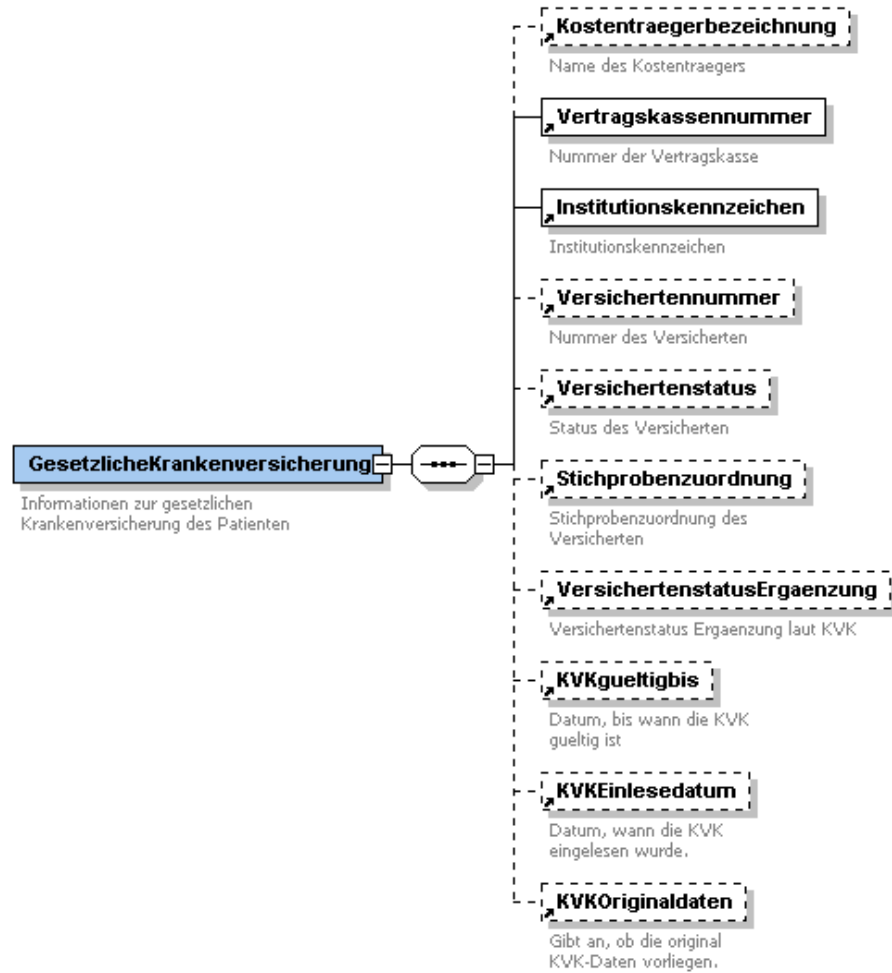 Kostentraegerbezeichnung
Name des Kostentraegers
Vertragskassennummer
Nummer der Vertragskasse
Institutionskennzeichen
Institutionskennzeichen
Versichertennummer
Nummer des Versicherten
Versichertenstatus
Status des Versicherten
GesetzlicheKrankenversicherung
Informationen zur gesetzlichen
Krankenversicherung des Patienten
Stichprobenzuordnung
Stichprobenzuordnung des
Versicherten
VersichertenstatusErgaenzung
Versichertenstatus Ergaenzung laut KVK
KVKgueltigbis
Datum, bis wann die KVK
gueltig ist
KVKEinlesedatum
Datum, wann die KVK
eingelesen wurde.
KVKOriginaldaten
Gibt an, ob die original
KVK-Daten vorliegen.